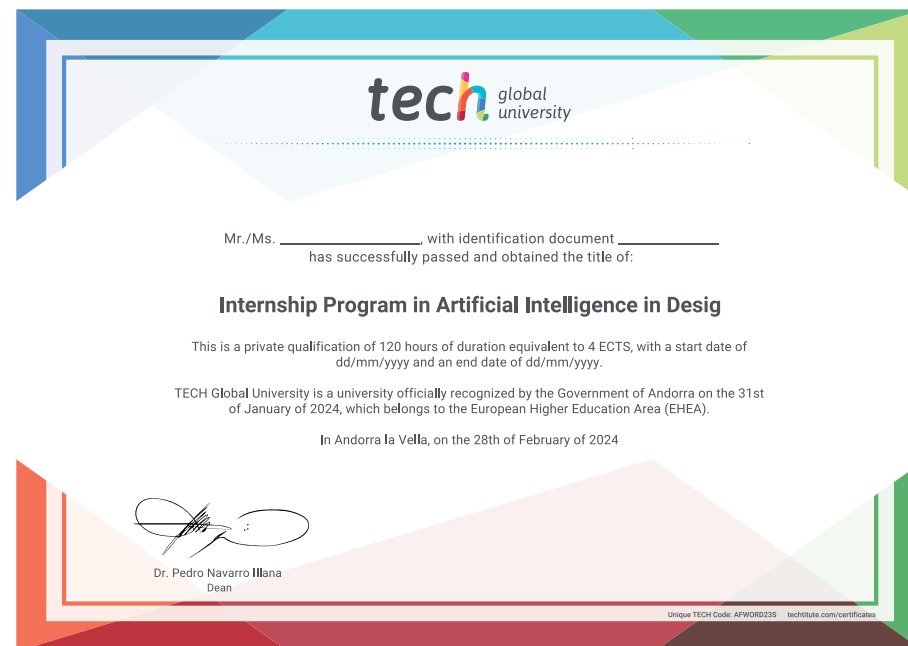 tech global university
Mr./Ms. ____________________, with identification document ______________
has successfully passed and obtained the title of:
Internship Program in Artificial Intelligence in Desig
This is a private qualification of 120 hours of duration equivalent to 4 ECTS, with a start date of
dd/mm/yyyy and an end date of dd/mm/yyyy.
TECH Global University is a university officially recognized by the Government of Andorra on the 31st
of January of 2024, which belongs to the European Higher Education Area (EHEA).
In Andorra la Vella, on the 28th of February of 2024
Dr. Pedro Navarro Illana
Dean
Unique TECH Code: AFWORD23S techtitute.com/certificates